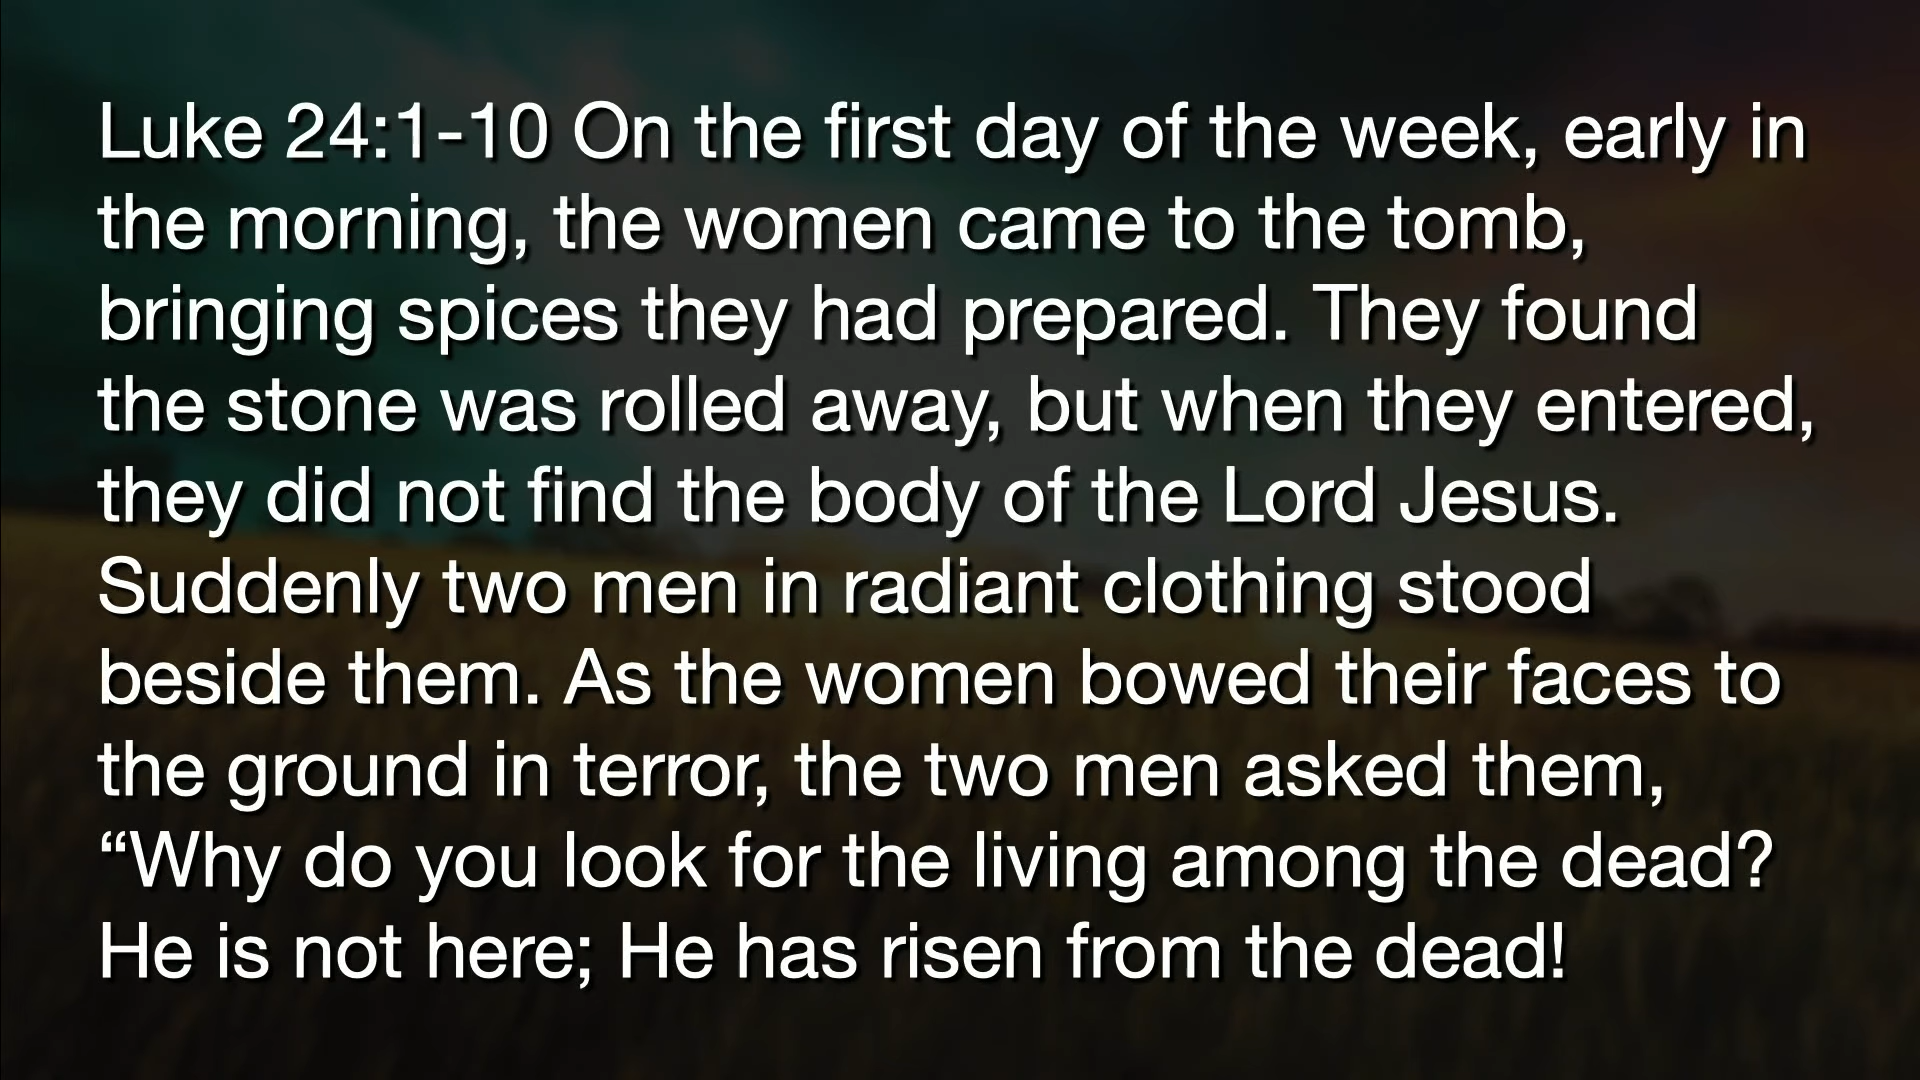 Luke 24:1-10 On the first day of the week, early in
the morning, the women came to the tomb,
bringing spices they had prepared. They found
the stone was rolled away, but when they entered,
they did not find the body of the Lord Jesus.
Suddenly two men in radiant clothing stood
beside them. As the women bowed their faces to
the ground in terror, the two men asked them,
“Why do you look for the living among the dead?
He is not here; He has risen from the dead!